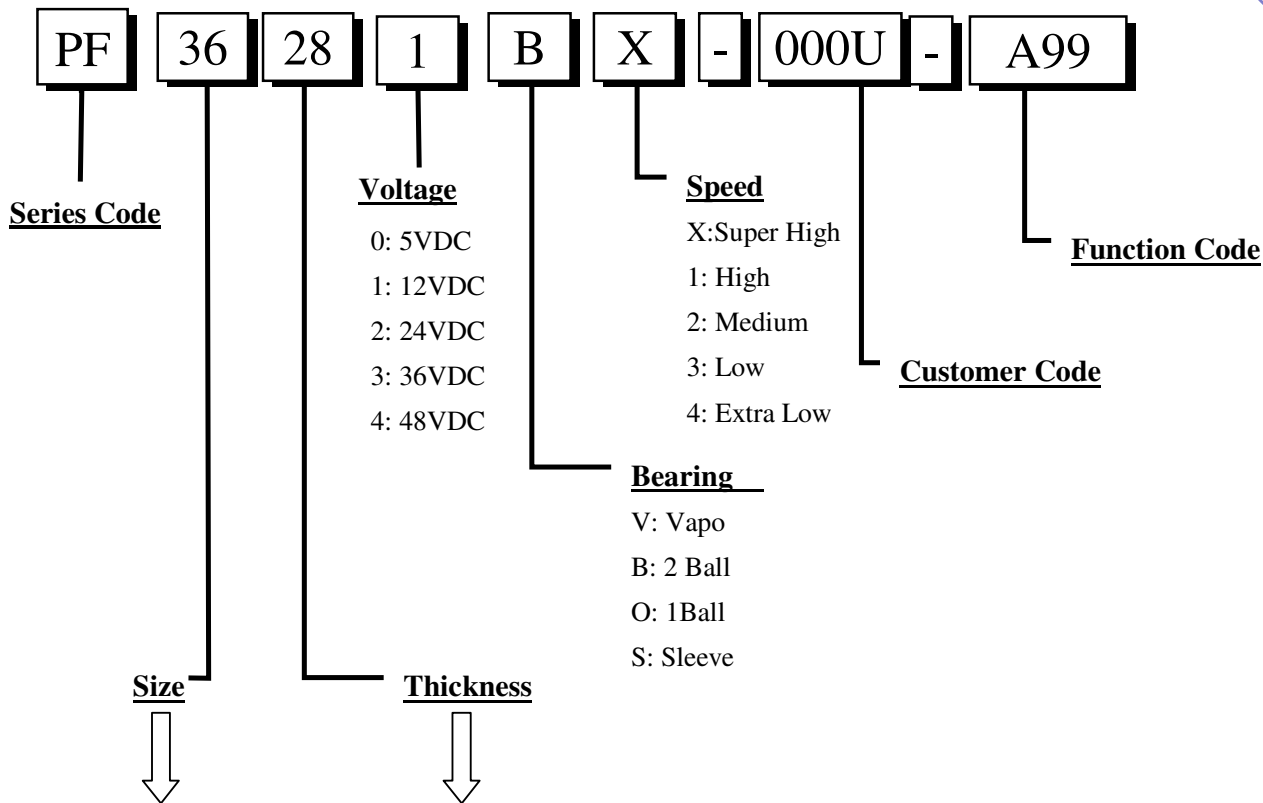 PF 36 28 1 B X - 000U - A99
Series Code
Voltage
0: 5VDC
1: 12VDC
2: 24VDC
3: 36VDC
4: 48VDC
Speed
X:Super High
1: High
2: Medium
3: Low
4: Extra Low
Function Code
Customer Code
Bearing
V: Vapo
B: 2 Ball
O: 1Ball
S: Sleeve
Size
Thickness